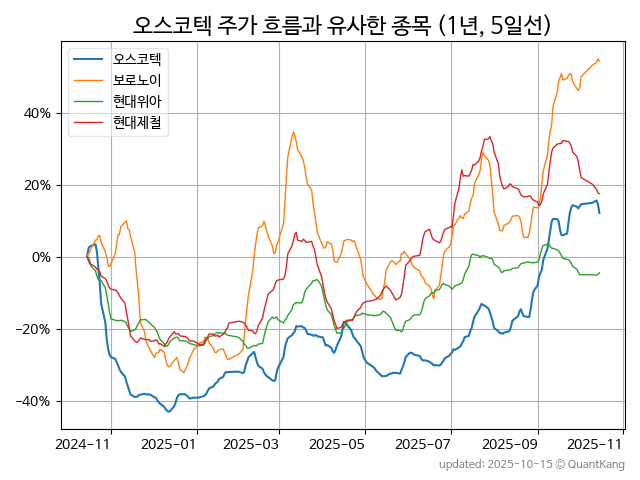 오스코텍 주가 흐름과 유사한 종목 (1년, 5일선)
오스코텍
보로노이
현대위아
현대제철
40%
20%
0%
−20%
−40%
2024-11
2025-01
2025-03
2025-05
2025-07
2025-09
2025-11
updated: 2025-10-15 © QuantKang